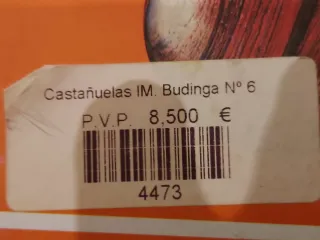 Castañuelas IM. Budinga Nº 6
P.V.P. 8.500 €
4473